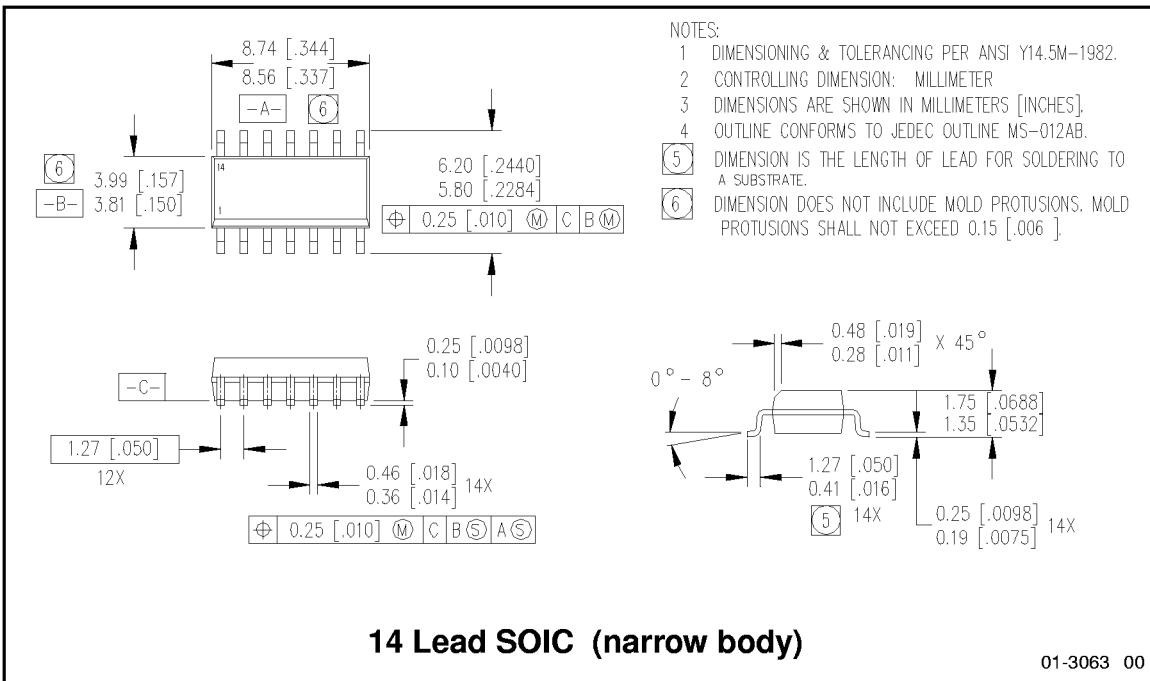 8.74 [.344]
8.56 [.337]
-A- 6
14
1
6
3.99 [.157]
-B- 3.81 [.150]
6.20 [.2440]
5.80 [.2284]
⌖ 0.25 [.010] Ⓜ C B Ⓜ
NOTES:
1 DIMENSIONING & TOLERANCING PER ANSI Y14.5M-1982.
2 CONTROLLING DIMENSION: MILLIMETER
3 DIMENSIONS ARE SHOWN IN MILLIMETERS [INCHES].
4 OUTLINE CONFORMS TO JEDEC OUTLINE MS-012AB.
5 DIMENSION IS THE LENGTH OF LEAD FOR SOLDERING TO
A SUBSTRATE.
6 DIMENSION DOES NOT INCLUDE MOLD PROTUSIONS. MOLD
PROTUSIONS SHALL NOT EXCEED 0.15 [.006 ].
-C-
0.25 [.0098]
0.10 [.0040]
1.27 [.050]
12X
0.46 [.018]
0.36 [.014] 14X
⌖ 0.25 [.010] Ⓜ C B Ⓢ A Ⓢ
0.48 [.019]
0.28 [.011] X 45°
0° - 8°
1.75 [.0688]
1.35 [.0532]
1.27 [.050]
0.41 [.016]
5 14X
0.25 [.0098]
0.19 [.0075] 14X
14 Lead SOIC (narrow body)
01-3063 00